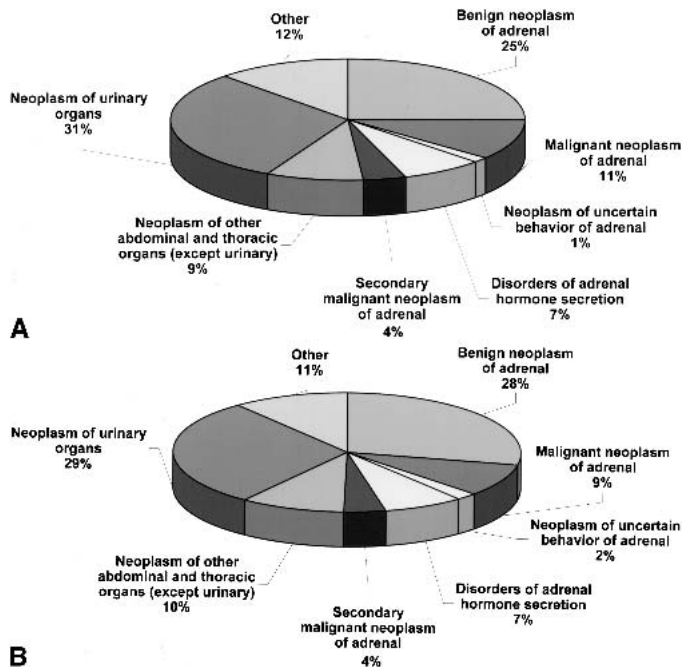 Other
12%
Benign neoplasm
of adrenal
25%
Neoplasm of urinary
organs
31%
Malignant neoplasm
of adrenal
11%
Neoplasm of uncertain
behavior of adrenal
1%
Neoplasm of other
abdominal and thoracic
organs (except urinary)
9%
Secondary
malignant neoplasm
of adrenal
4%
Disorders of adrenal
hormone secretion
7%
A
Other
11%
Benign neoplasm
of adrenal
28%
Neoplasm of urinary
organs
29%
Malignant neoplasm
of adrenal
9%
Neoplasm of uncertain
behavior of adrenal
2%
Neoplasm of other
abdominal and thoracic
organs (except urinary)
10%
Secondary
malignant neoplasm
of adrenal
4%
Disorders of adrenal
hormone secretion
7%
B